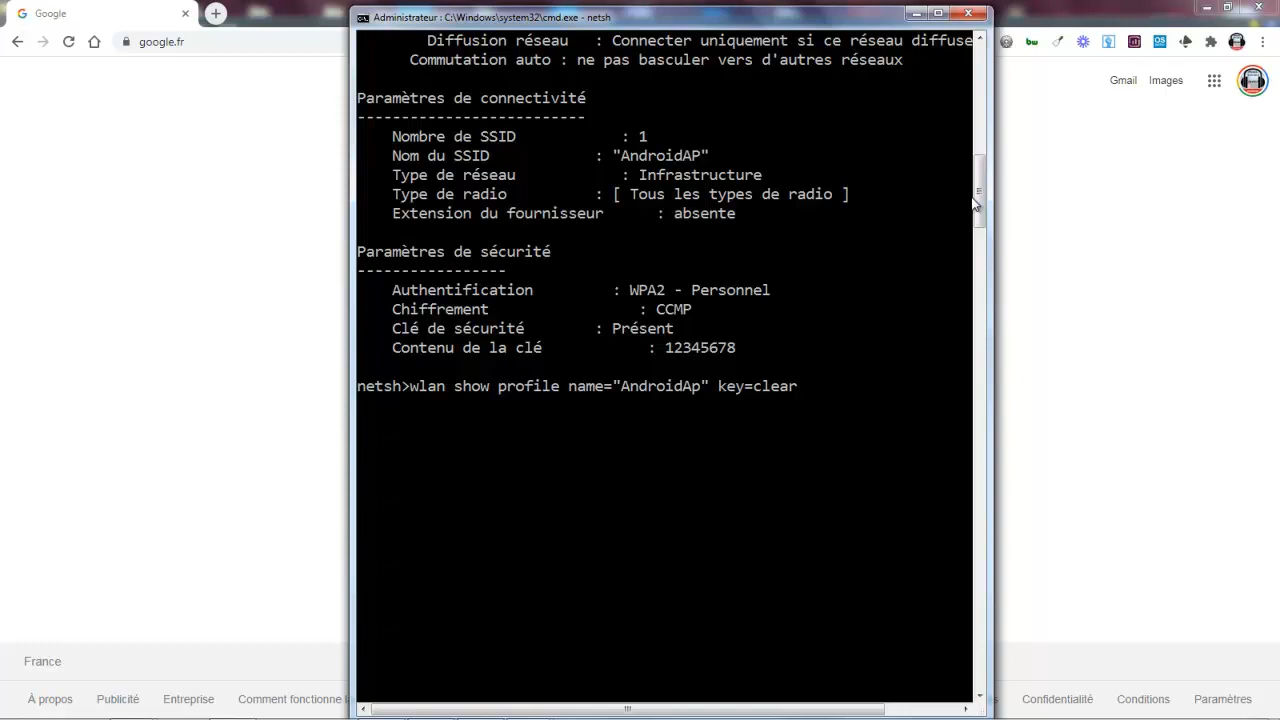 Google
Administrateur : C:\Windows\system32\cmd.exe - netsh
google.fr
Gmail
Images
Diffusion réseau : Connecter uniquement si ce réseau diffuse
Commutation auto : ne pas basculer vers d'autres réseaux
Paramètres de connectivité
--------------------------
Nombre de SSID : 1
Nom du SSID : "AndroidAP"
Type de réseau : Infrastructure
Type de radio : [ Tous les types de radio ]
Extension du fournisseur : absente
Paramètres de sécurité
-----------------
Authentification : WPA2 - Personnel
Chiffrement : CCMP
Clé de sécurité : Présent
Contenu de la clé : 12345678
netsh>wlan show profile name="AndroidAp" key=clear
France
À propos Publicité Entreprise Comment fonctionne l
Confidentialité Conditions Paramètres